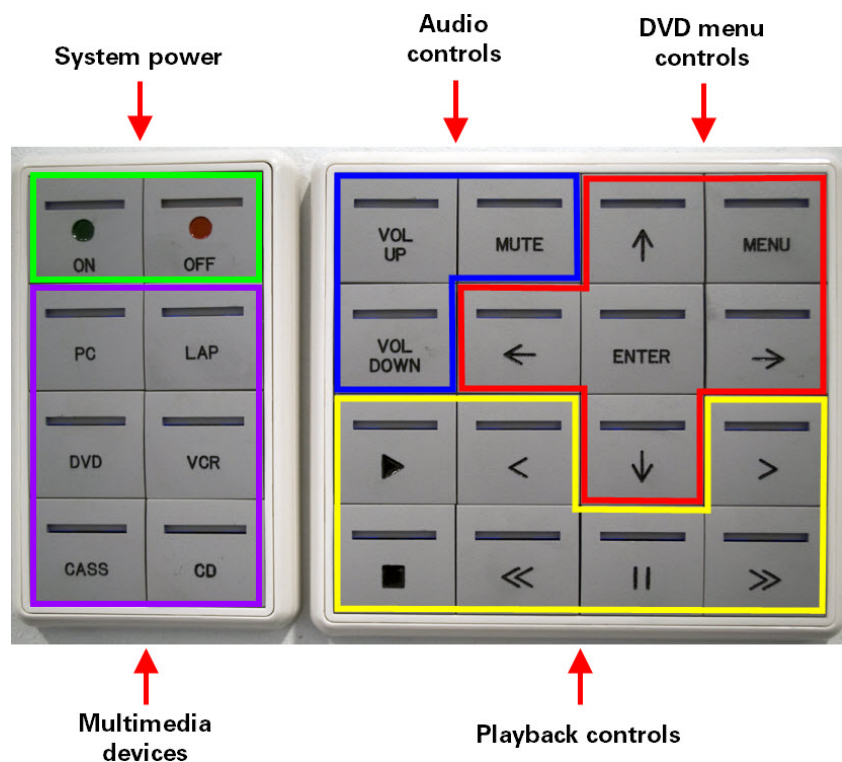 Audio
controls
DVD menu
controls
System power
ON
OFF
VOL
UP
MUTE
↑
MENU
PC
LAP
VOL
DOWN
←
ENTER
→
DVD
VCR
▶
<
↓
>
CASS
CD
■
≪
||
≫
Multimedia
devices
Playback controls